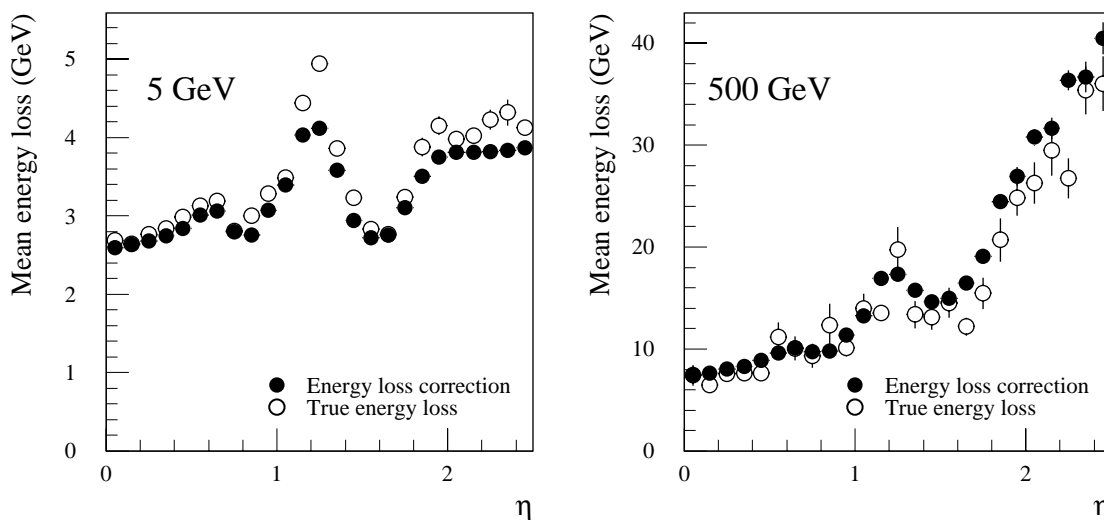 Mean energy loss (GeV)
5 GeV
5
4
3
2
1
0
Energy loss correction
True energy loss
0
1
2
η
Mean energy loss (GeV)
500 GeV
40
30
20
10
0
Energy loss correction
True energy loss
0
1
2
η